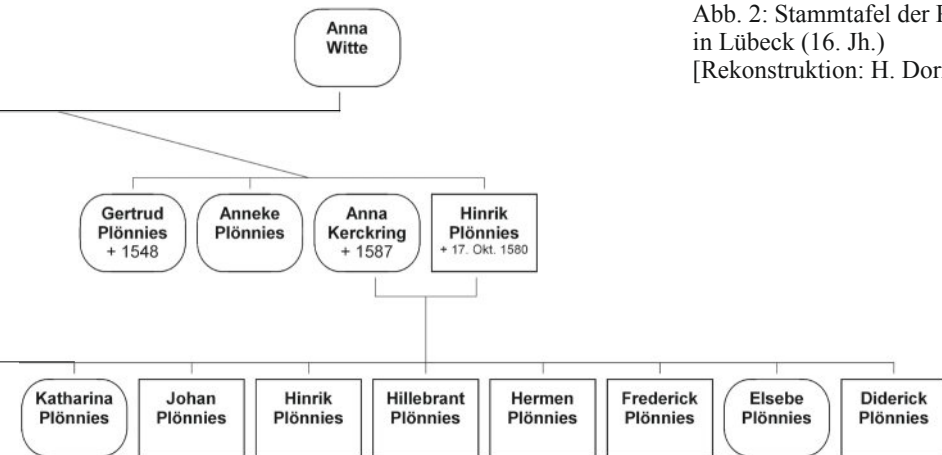 Abb. 2: Stammtafel der
in Lübeck (16. Jh.)
[Rekonstruktion: H.
Anna
Witte
Gertrud
Plönnies
+ 1548
Anneke
Plönnies
Anna
Kerckring
+ 1587
Hinrik
Plönnies
+ 17. Okt. 1580
Katharina
Plönnies
Johan
Plönnies
Hinrik
Plönnies
Hillebrant
Plönnies
Hermen
Plönnies
Frederick
Plönnies
Elsebe
Plönnies
Diderick
Plönnies